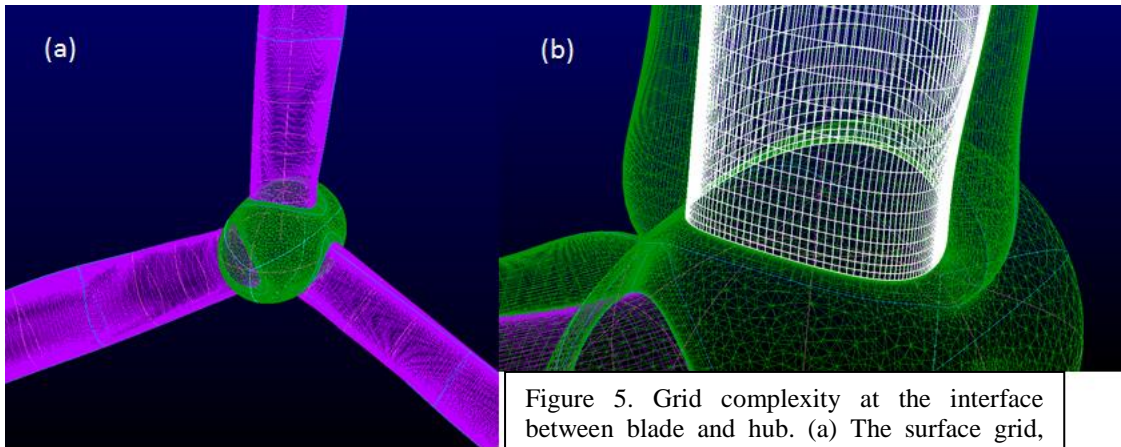 (a)
(b)
Figure 5. Grid complexity at the interface
between blade and hub. (a) The surface grid,